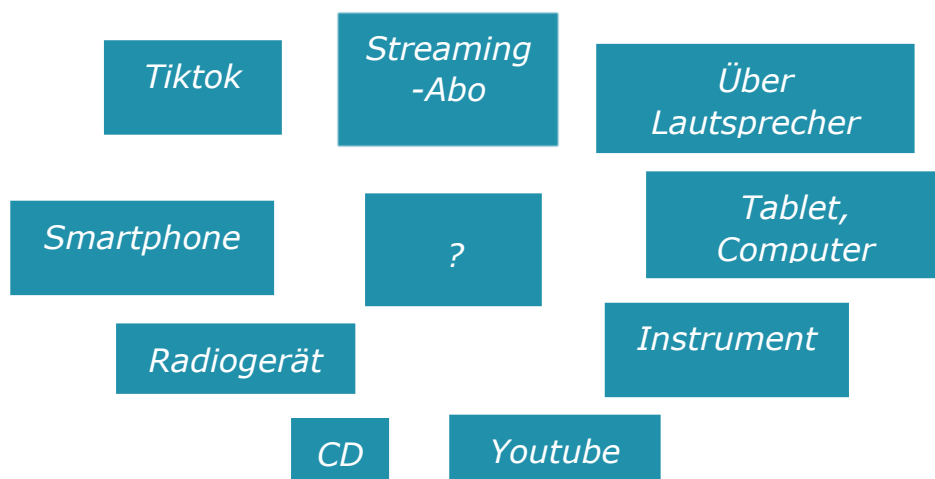 Tiktok
Streaming
-Abo
Über
Lautsprecher
Smartphone
?
Tablet,
Computer
Radiogerät
Instrument
CD
Youtube